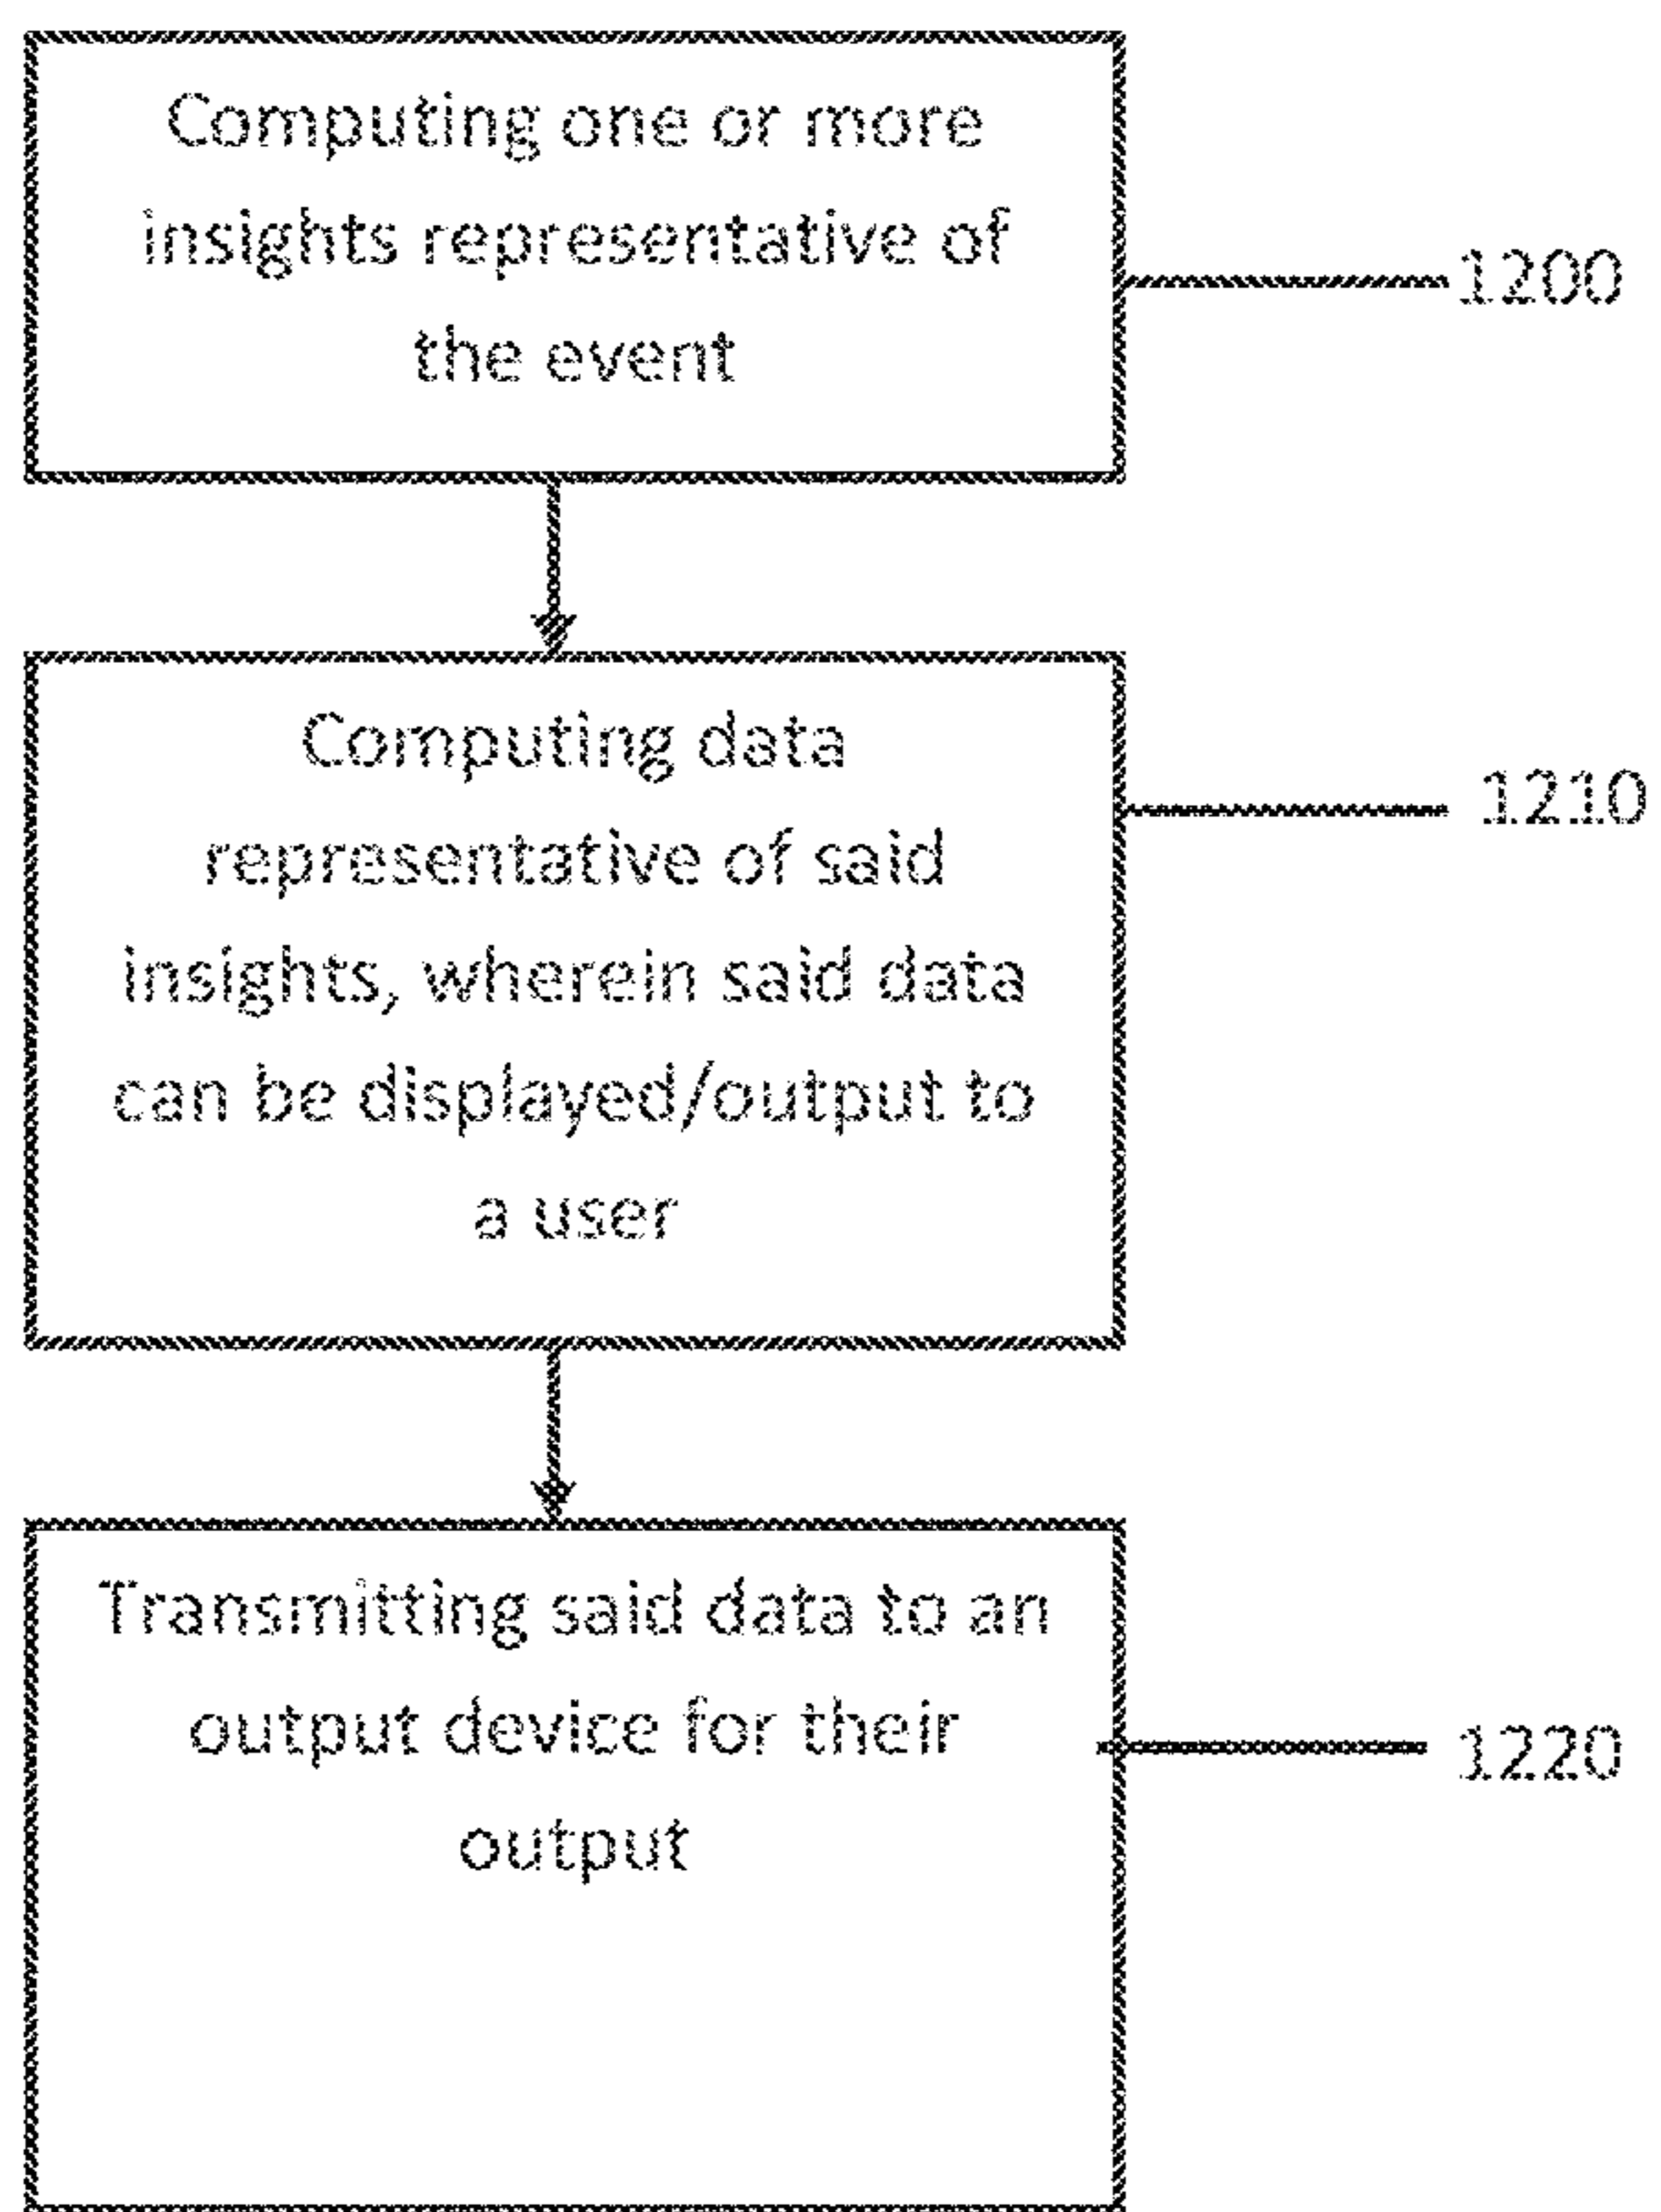 Computing one or more
insights representative of
the event
1200
Computing data
representative of said
insights, wherein said data
can be displayed/output to
a user
1210
Transmitting said data to an
output device for their
output
1220